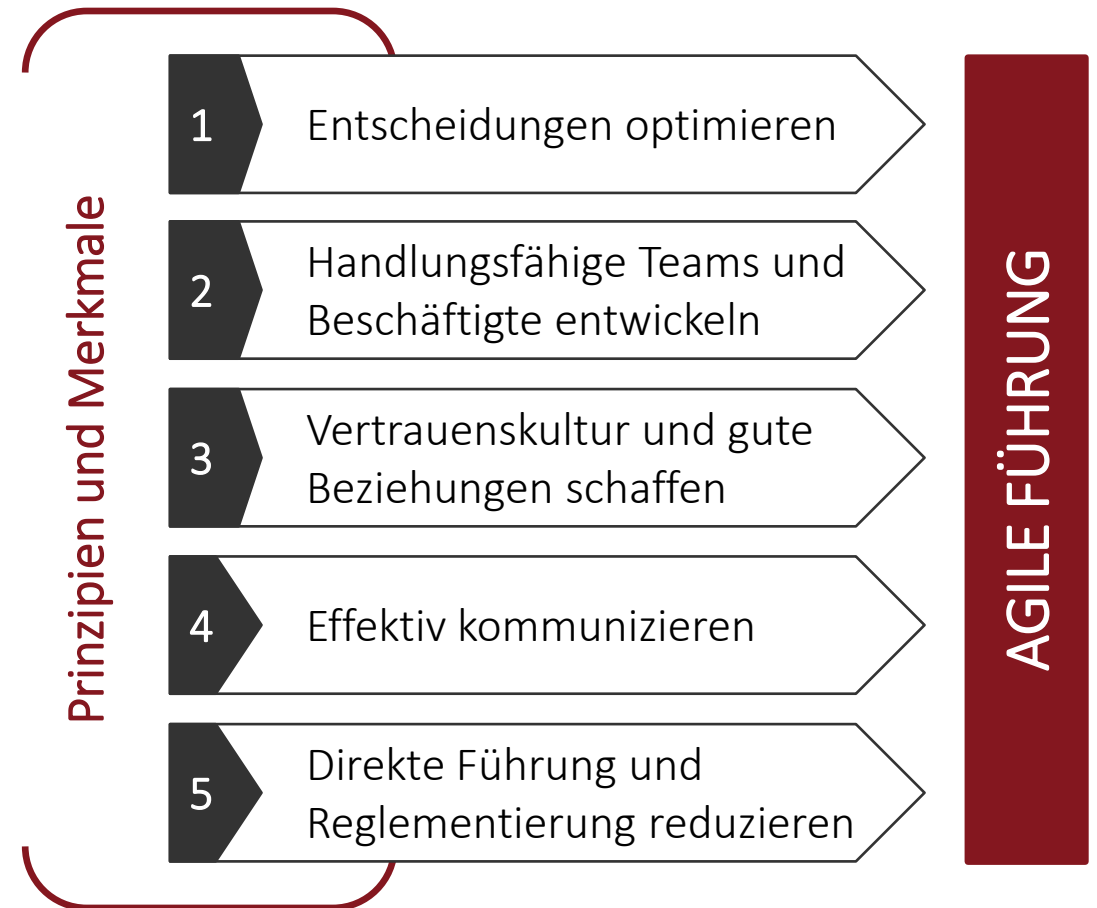 Prinzipien und Merkmale
1
Entscheidungen optimieren
2
Handlungsfähige Teams und
Beschäftigte entwickeln
3
Vertrauenskultur und gute
Beziehungen schaffen
4
Effektiv kommunizieren
5
Direkte Führung und
Reglementierung reduzieren
AGILE FÜHRUNG